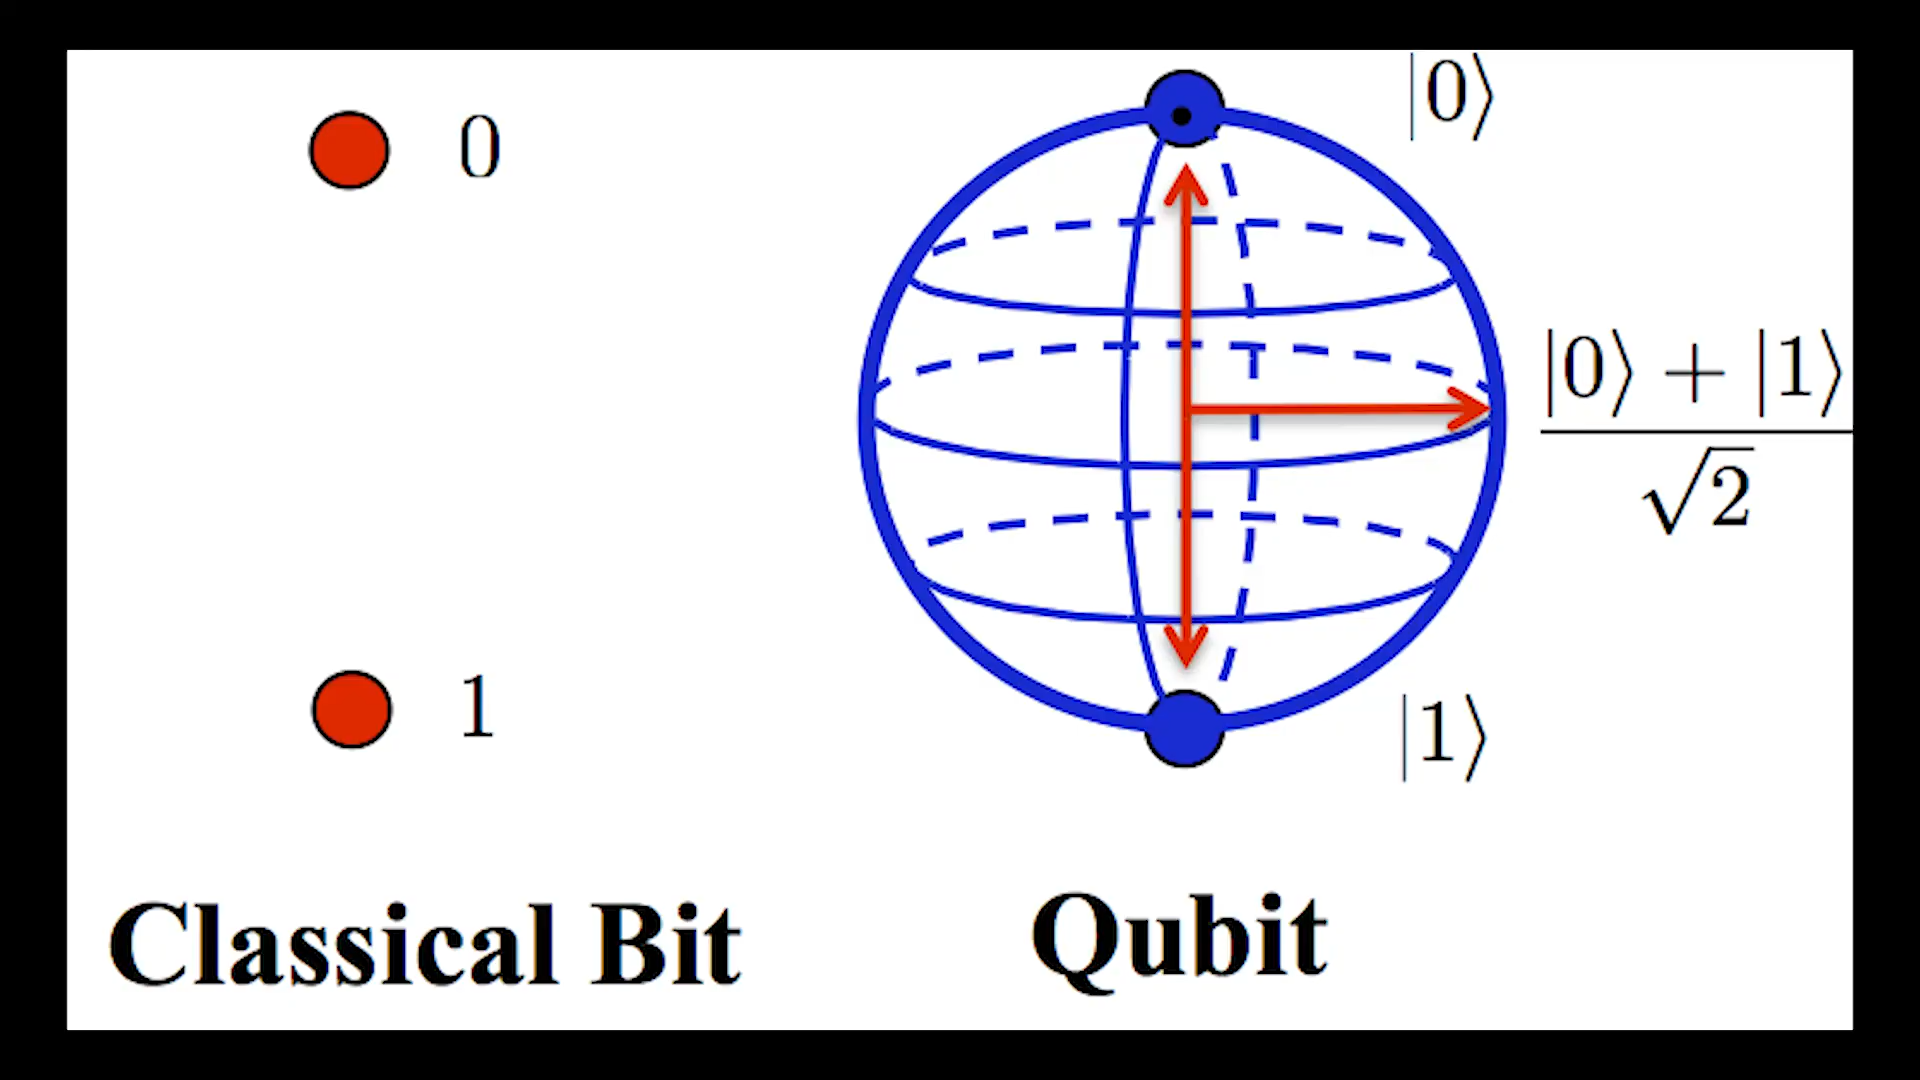 0
1
Classical Bit
|0⟩
|0⟩ + |1⟩
√2
|1⟩
Qubit